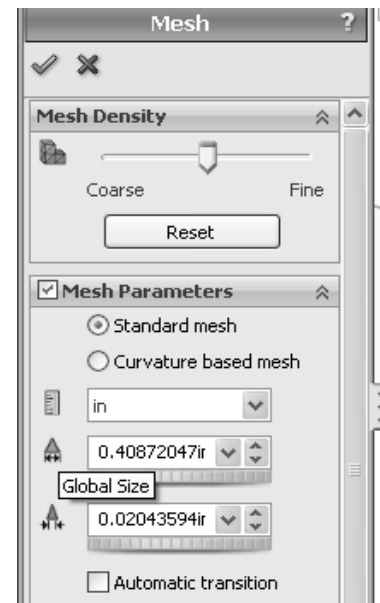 Mesh ?
Mesh Density
Coarse Fine
Reset
Mesh Parameters
Standard mesh
Curvature based mesh
in
0.40872047ir
Global Size
0.02043594ir
Automatic transition